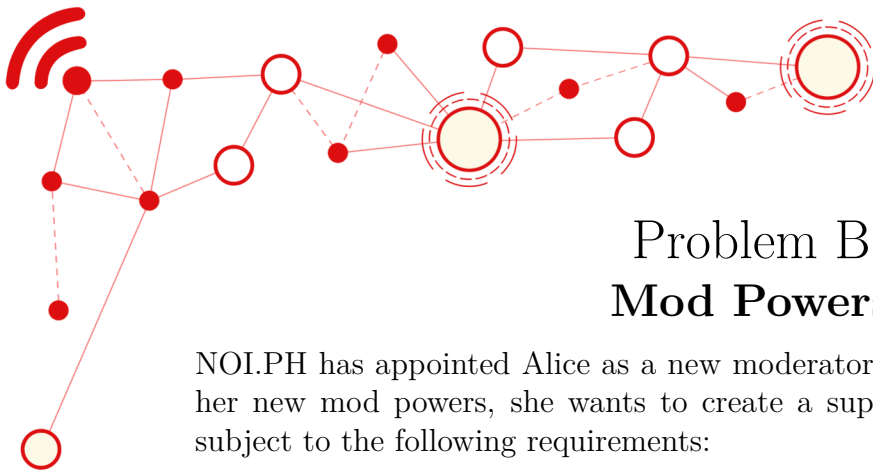 Problem B
Mod Powers
NOI.PH has appointed Alice as a new moderator
her new mod powers, she wants to create a sup
subject to the following requirements: